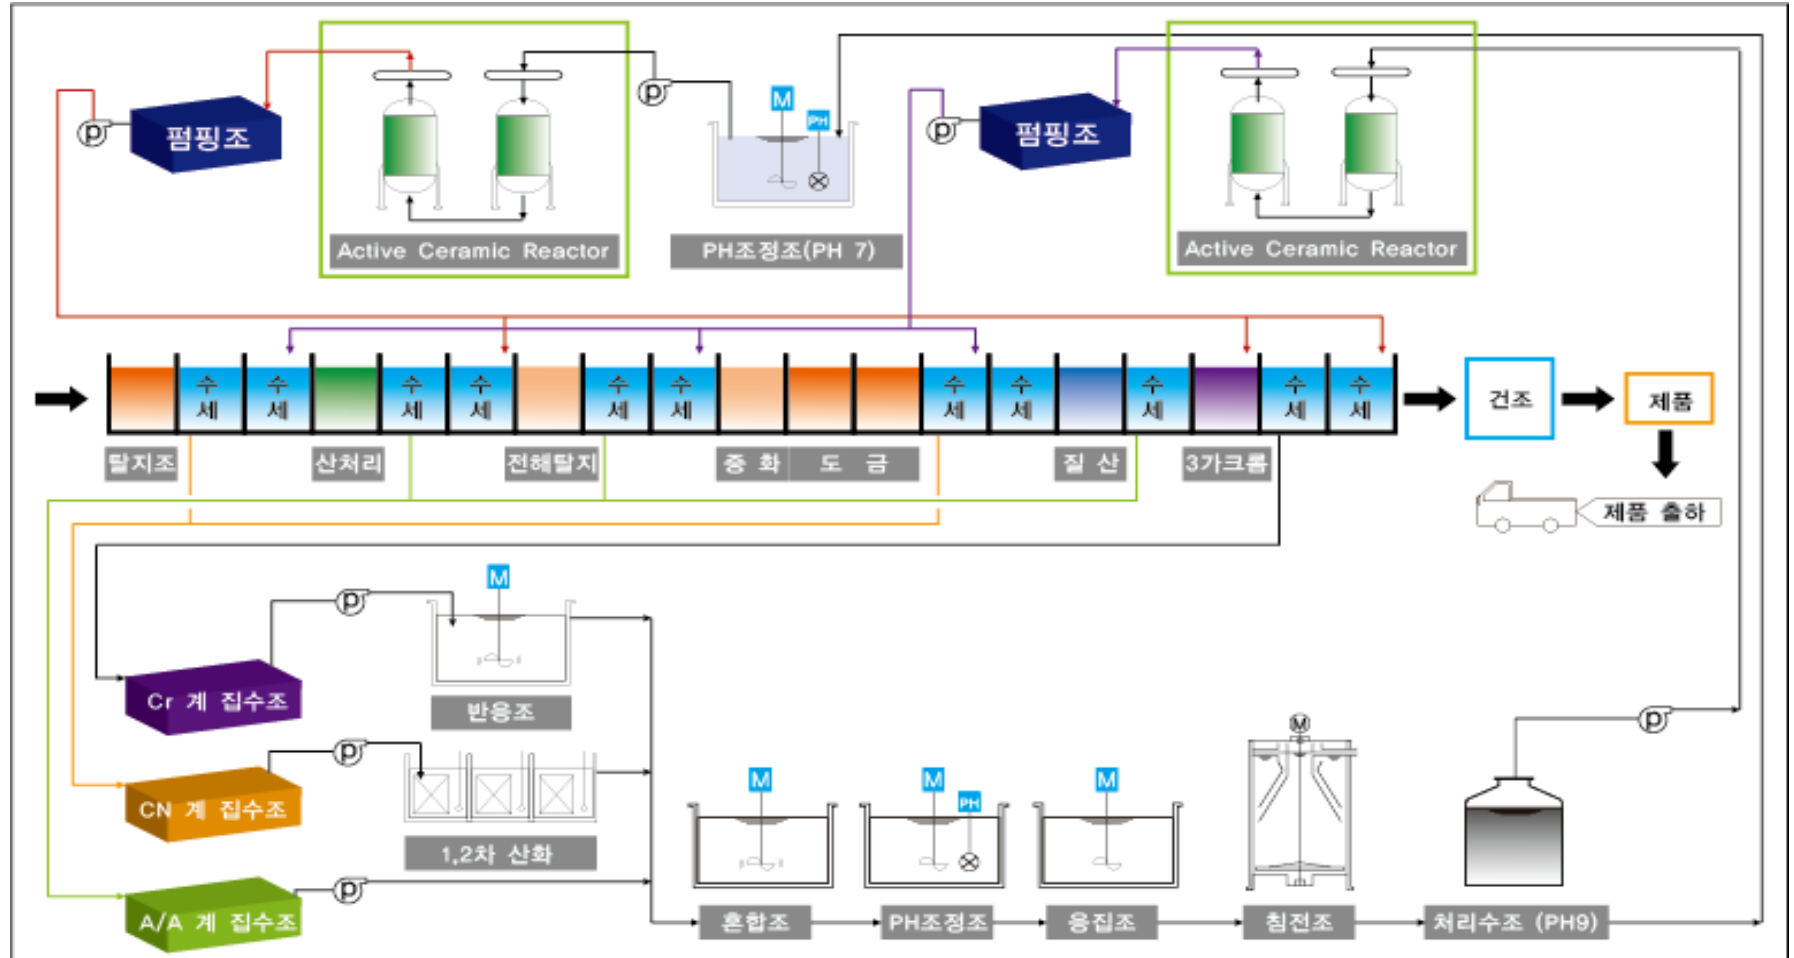 M
PH
p
펌핑조
p
p
펌핑조
Active Ceramic Reactor
PH조정조(PH 7)
Active Ceramic Reactor
수세
수세
수세
수세
수세
수세
수세
수세
수세
수세
수세
건조
제품
탈지조
산처리
전해탈지
중 화
도 금
질 산
3가크롬
제품 출하
M
p
Cr 계 집수조
반응조
p
M
p
CN 계 집수조
1,2차 산화
M
M
PH
M
p
A/A 계 집수조
혼합조
PH조정조
응집조
침전조
처리수조 (PH9)